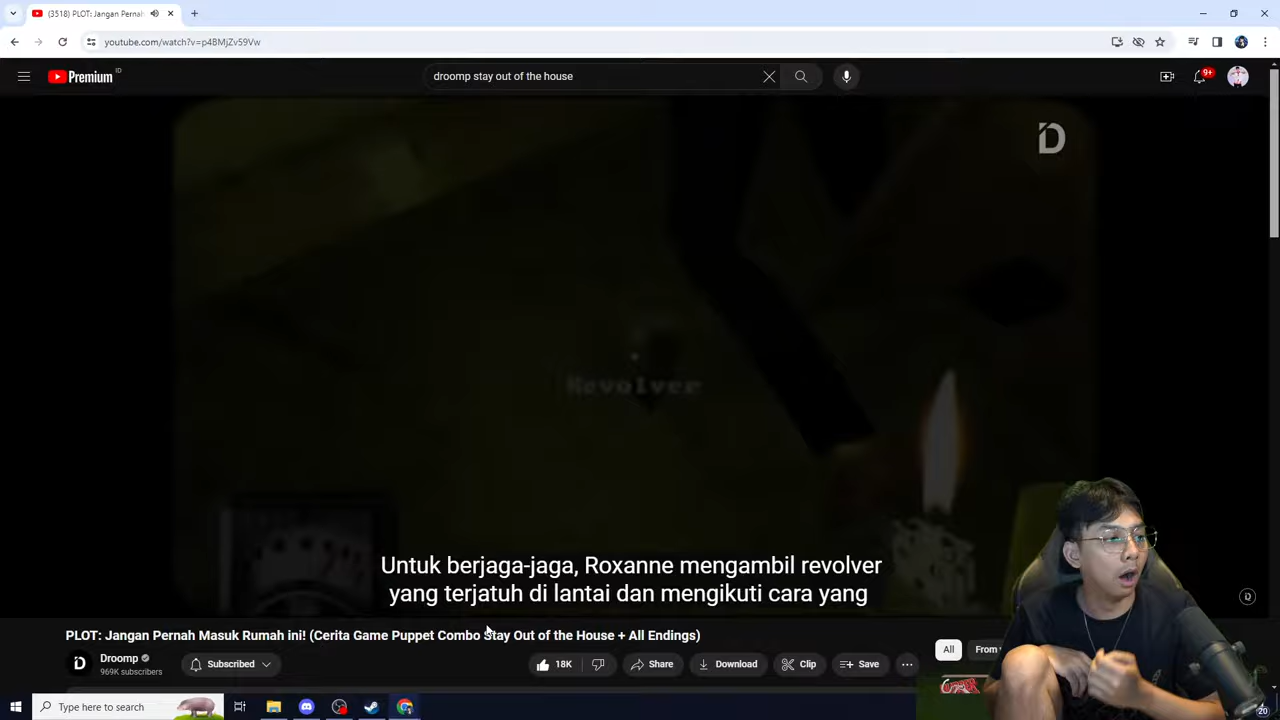 (3518) PLOT: Jangan Pernah
youtube.com/watch?v=p4BMjZv59Vw
Premium ID
droomp stay out of the house
9+
D
Revolver
Untuk berjaga-jaga, Roxanne mengambil revolver
yang terjatuh di lantai dan mengikuti cara yang
PLOT: Jangan Pernah Masuk Rumah ini! (Cerita Game Puppet Combo Stay Out of the House + All Endings)
Droomp
969K subscribers
Subscribed
18K
Share
Download
Clip
Save
All
From
Type here to search
20